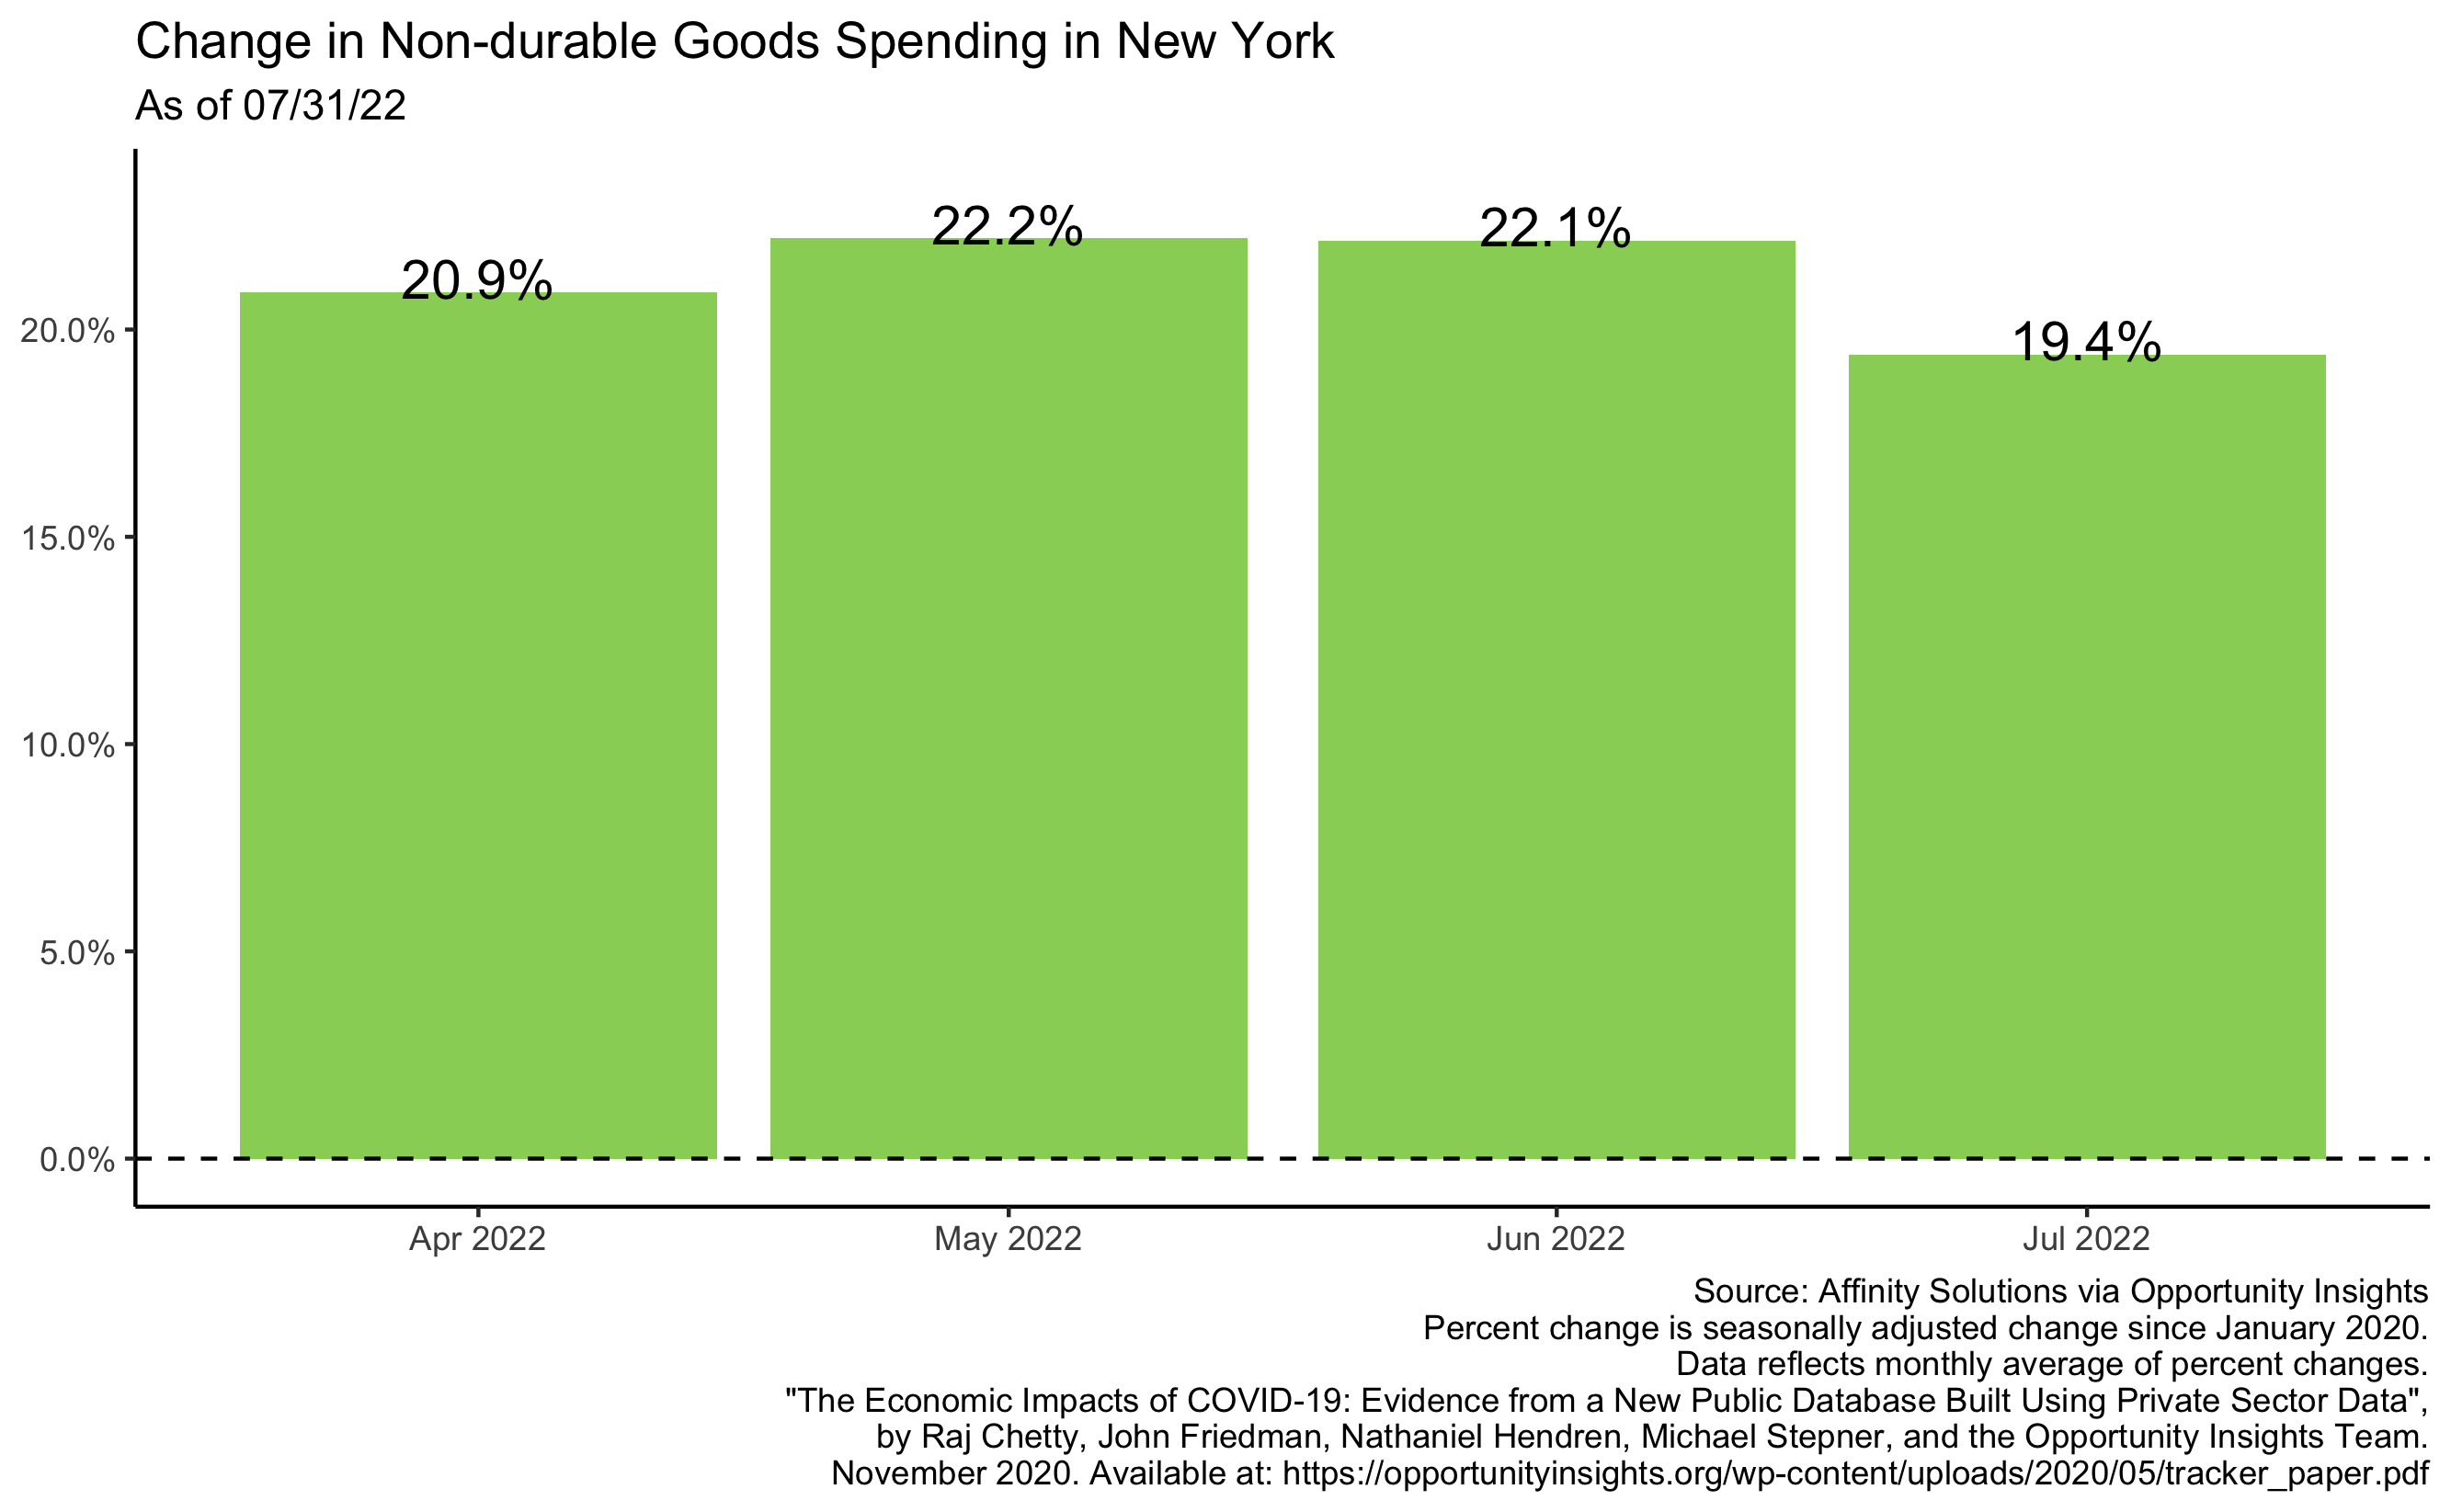 Change in Non-durable Goods Spending in New York
As of 07/31/22
20.9%
22.2%
22.1%
19.4%
20.0%
15.0%
10.0%
5.0%
0.0%
Apr 2022
May 2022
Jun 2022
Jul 2022
Source: Affinity Solutions via Opportunity Insights
Percent change is seasonally adjusted change since January 2020.
Data reflects monthly average of percent changes.
"The Economic Impacts of COVID-19: Evidence from a New Public Database Built Using Private Sector Data",
by Raj Chetty, John Friedman, Nathaniel Hendren, Michael Stepner, and the Opportunity Insights Team.
November 2020. Available at: https://opportunityinsights.org/wp-content/uploads/2020/05/tracker_paper.pdf